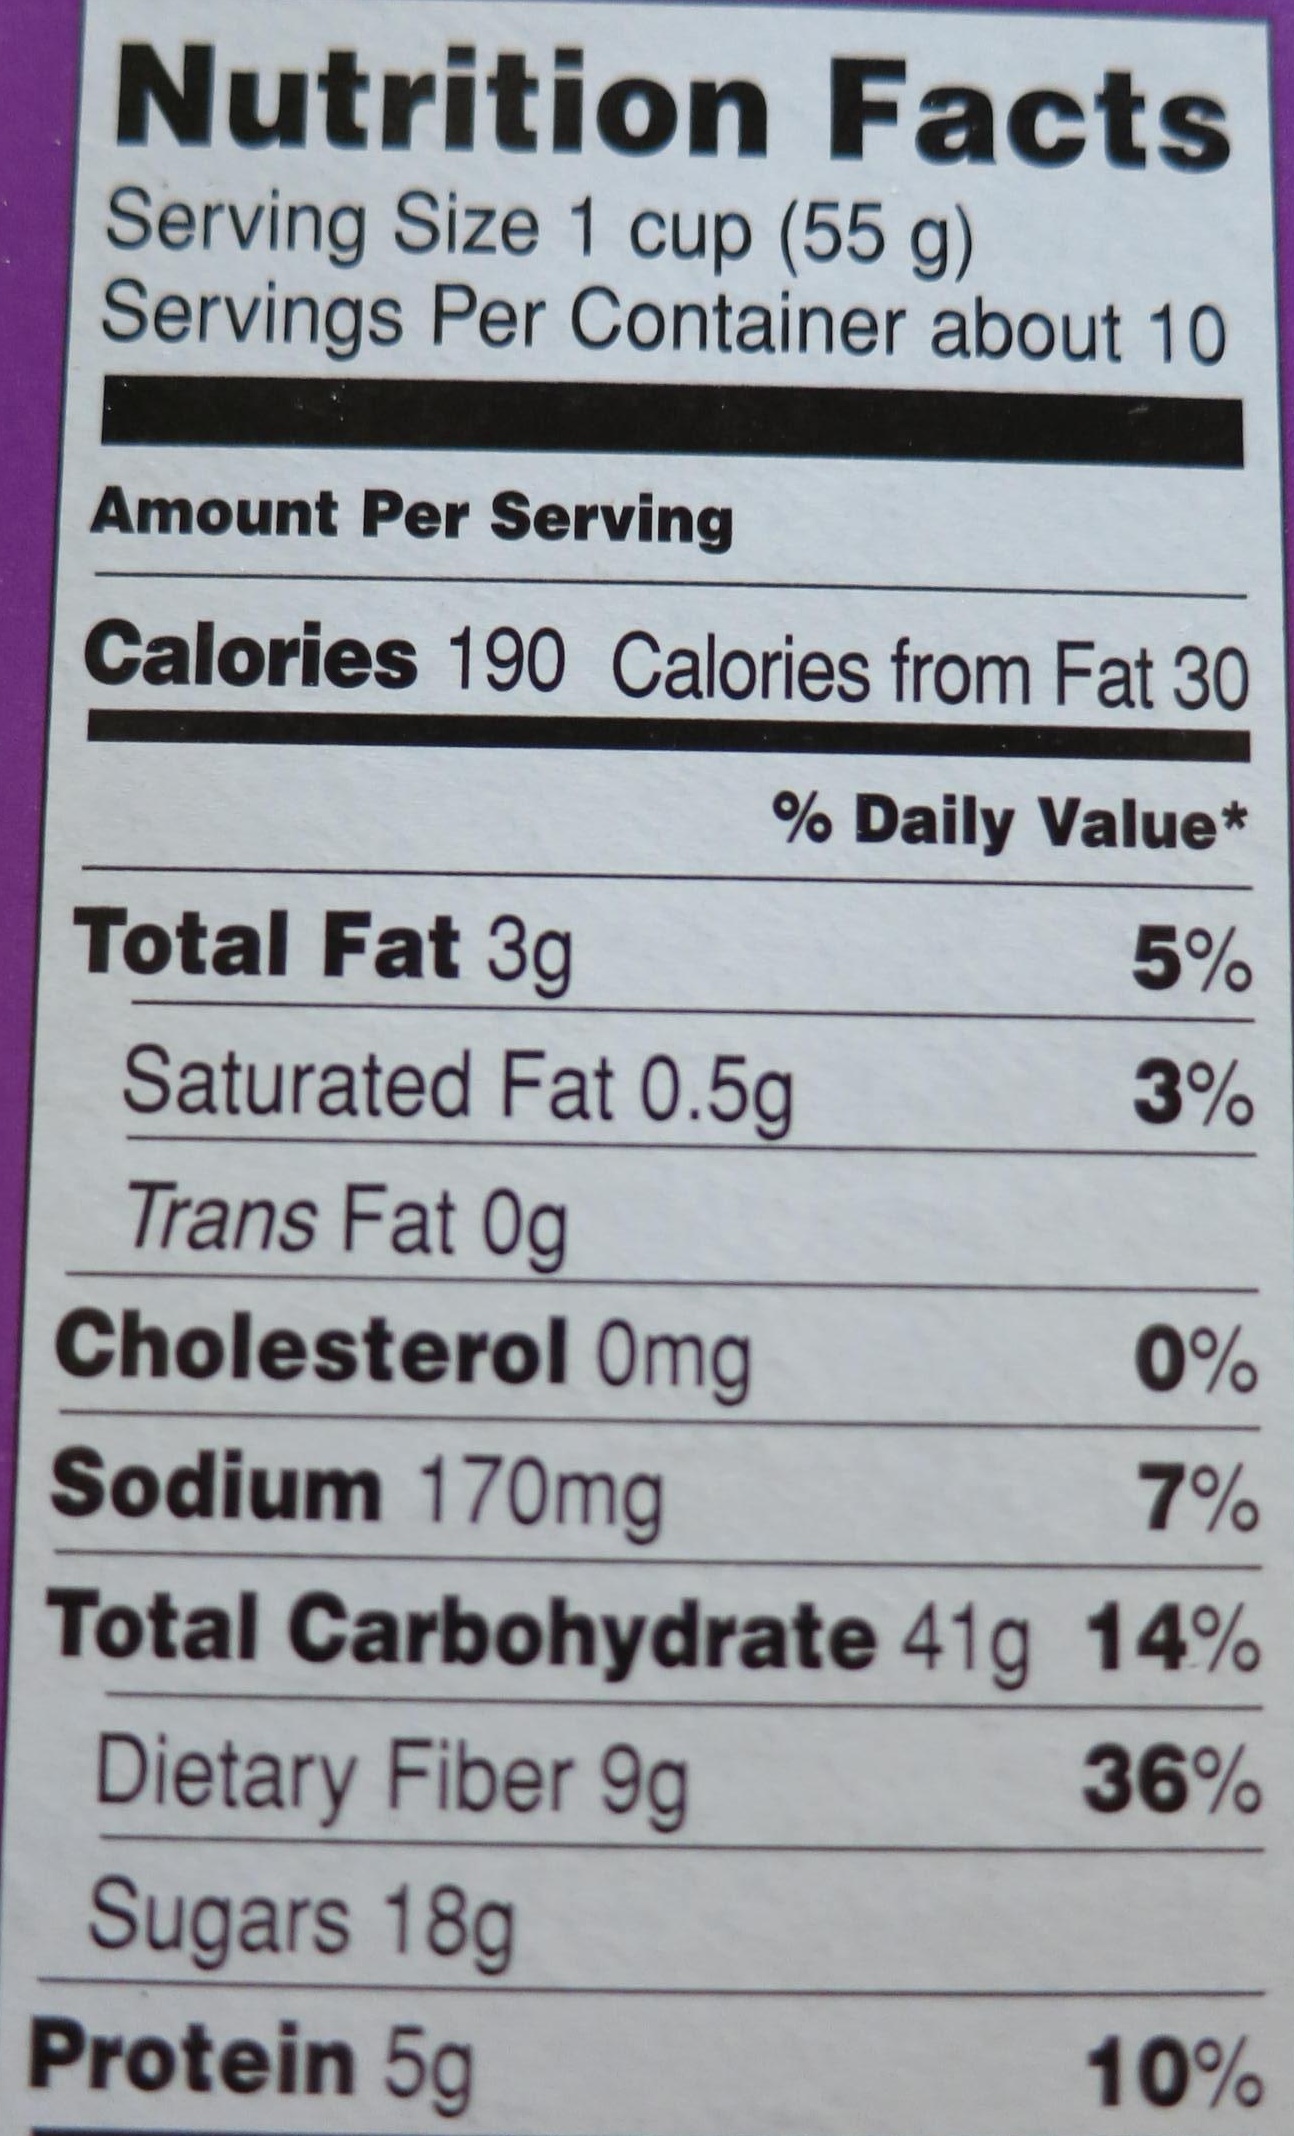 Nutrition Facts
Serving Size 1 cup (55 g)
Servings Per Container about 10
Amount Per Serving
Calories 190 Calories from Fat 30
% Daily Value*
Total Fat 3g 5%
Saturated Fat 0.5g 3%
Trans Fat 0g
Cholesterol 0mg 0%
Sodium 170mg 7%
Total Carbohydrate 41g 14%
Dietary Fiber 9g 36%
Sugars 18g
Protein 5g 10%